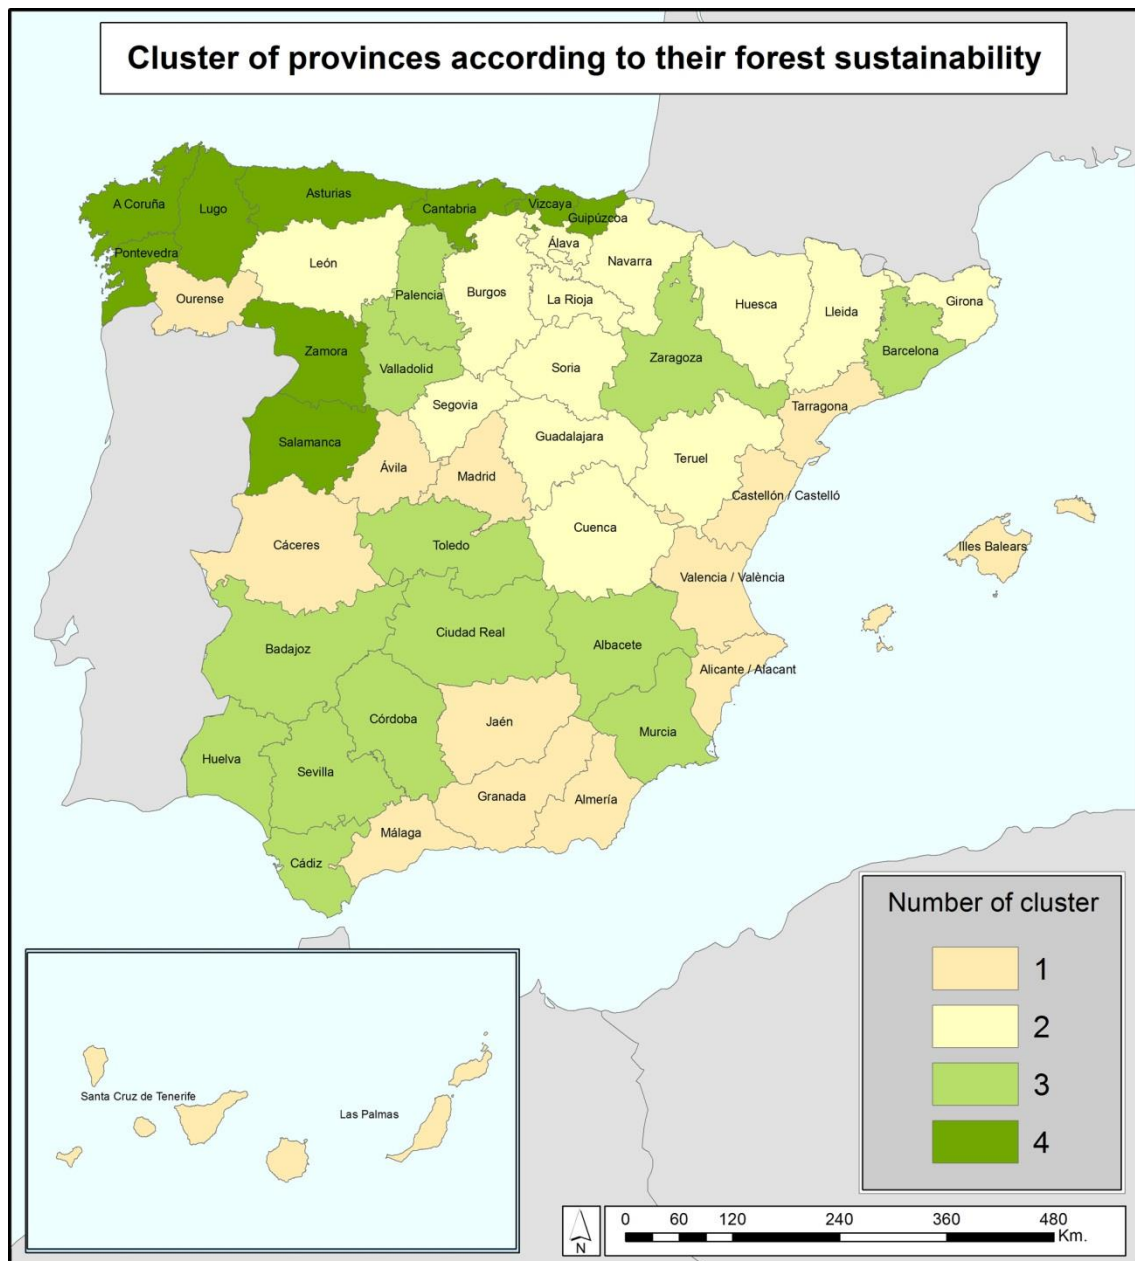 Cluster of provinces according to their forest sustainability
A Coruña
Lugo
Asturias
Cantabria
Vizcaya
Guipúzcoa
Pontevedra
Álava
León
Navarra
Ourense
Palencia
Burgos
La Rioja
Huesca
Lleida
Girona
Zamora
Valladolid
Soria
Zaragoza
Barcelona
Segovia
Tarragona
Salamanca
Guadalajara
Ávila
Madrid
Teruel
Castellón / Castelló
Cuenca
Cáceres
Toledo
Illes Balears
Valencia / València
Badajoz
Ciudad Real
Albacete
Alicante / Alacant
Córdoba
Jaén
Murcia
Huelva
Sevilla
Granada
Almería
Málaga
Cádiz
Number of cluster
1
2
3
4
Santa Cruz de Tenerife
Las Palmas
N
0 60 120 240 360 480
Km.